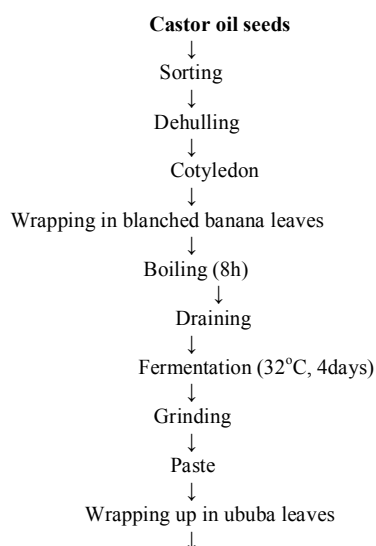 Castor oil seeds
↓
Sorting
↓
Dehulling
↓
Cotyledon
↓
Wrapping in blanched banana leaves
↓
Boiling (8h)
↓
Draining
↓
Fermentation (32°C, 4days)
↓
Grinding
↓
Paste
↓
Wrapping up in ububa leaves
↓